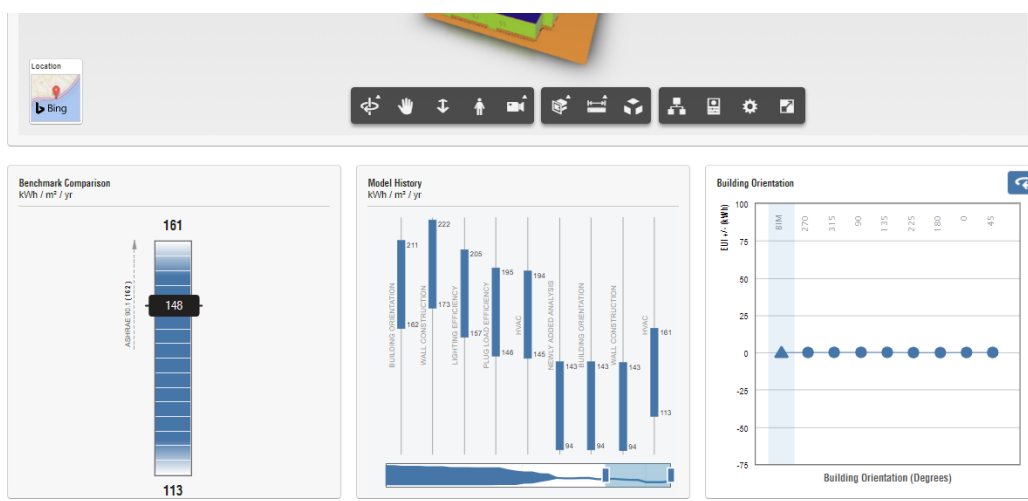 Location
Bing
Benchmark Comparison
kWh / m² / yr
161
ASHRAE 90.1 (162)
148
113
Model History
kWh / m² / yr
211
BUILDING ORIENTATION
162
222
WALL CONSTRUCTION
173
205
LIGHTING EFFICIENCY
157
195
PLUG LOAD EFFICIENCY
146
194
HVAC
145
NEWLY ADDED ANALYSIS
143
94
BUILDING ORIENTATION
143
94
WALL CONSTRUCTION
143
94
HVAC
161
113
Building Orientation
EUI +/- (kWh)
100
75
50
25
0
-25
-50
-75
BIM
270
315
90
135
225
180
0
45
Building Orientation (Degrees)